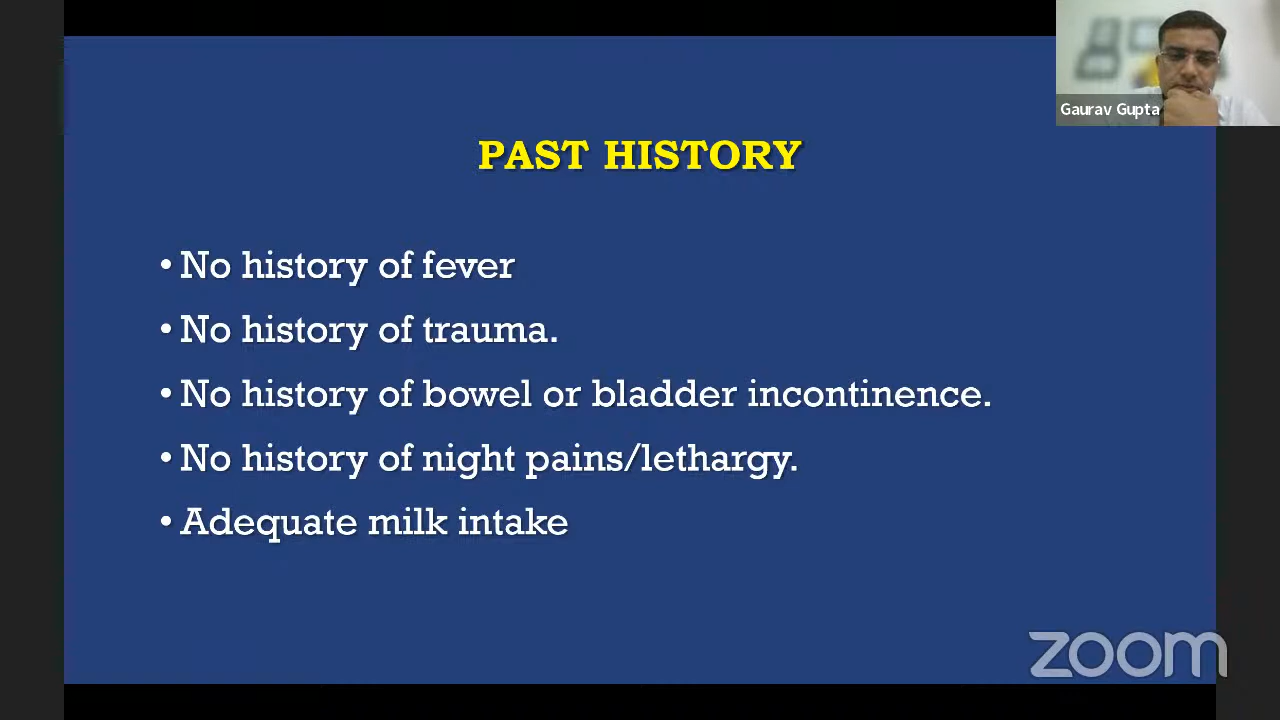 Gaurav Gupta
PAST HISTORY
• No history of fever
• No history of trauma.
• No history of bowel or bladder incontinence.
• No history of night pains/lethargy.
• Adequate milk intake
zoom